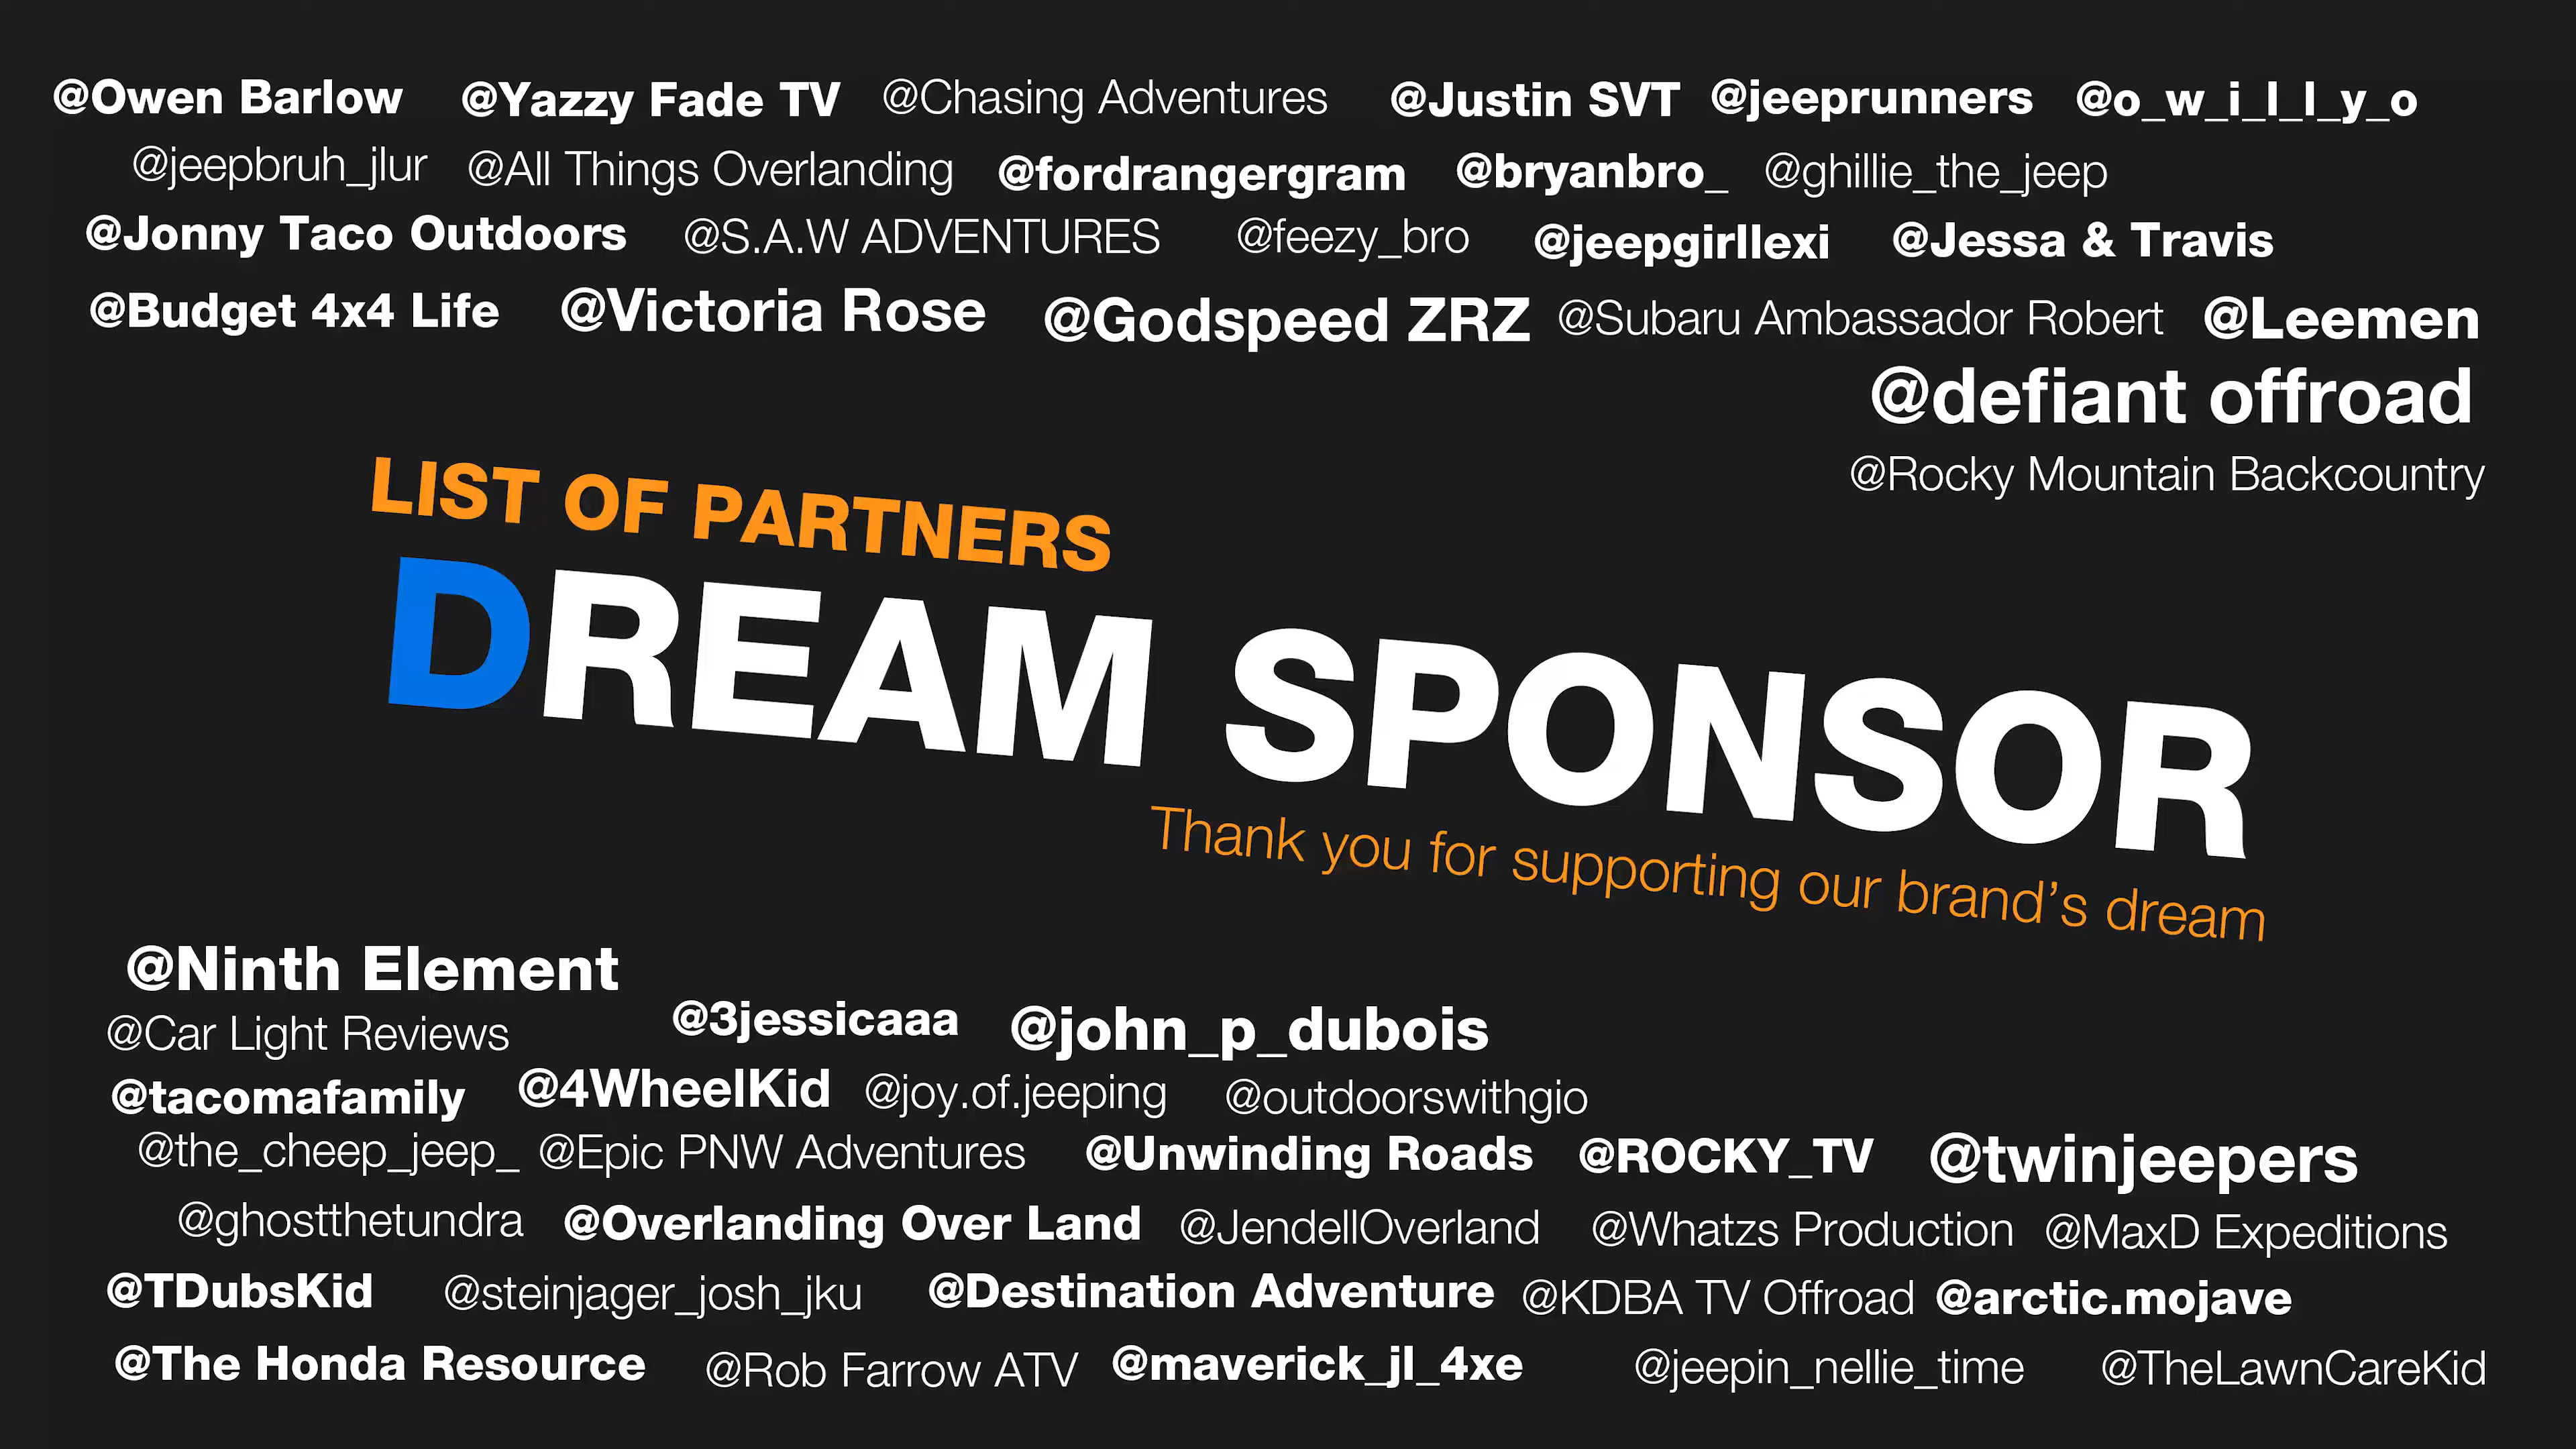 @Owen Barlow @Yazzy Fade TV @Chasing Adventures @Justin SVT @jeeprunners @o_w_i_l_l_y_o
@jeepbruh_jlur @All Things Overlanding @fordrangergram @bryanbro_ @ghillie_the_jeep
@Jonny Taco Outdoors @S.A.W ADVENTURES @feezy_bro @jeepgirllexi @Jessa & Travis
@Budget 4x4 Life @Victoria Rose @Godspeed ZRZ @Subaru Ambassador Robert @Leemen
@defiant offroad
@Rocky Mountain Backcountry
LIST OF PARTNERS
DREAM SPONSOR
Thank you for supporting our brand's dream
@Ninth Element
@Car Light Reviews @3jessicaaa @john_p_dubois
@tacomafamily @4WheelKid @joy.of.jeeping @outdoorswithgio
@the_cheep_jeep_ @Epic PNW Adventures @Unwinding Roads @ROCKY_TV @twinjeepers
@ghostthetundra @Overlanding Over Land @JendellOverland @Whatzs Production @MaxD Expeditions
@TDubsKid @steinjager_josh_jku @Destination Adventure @KDBA TV Offroad @arctic.mojave
@The Honda Resource @Rob Farrow ATV @maverick_jl_4xe @jeepin_nellie_time @TheLawnCareKid